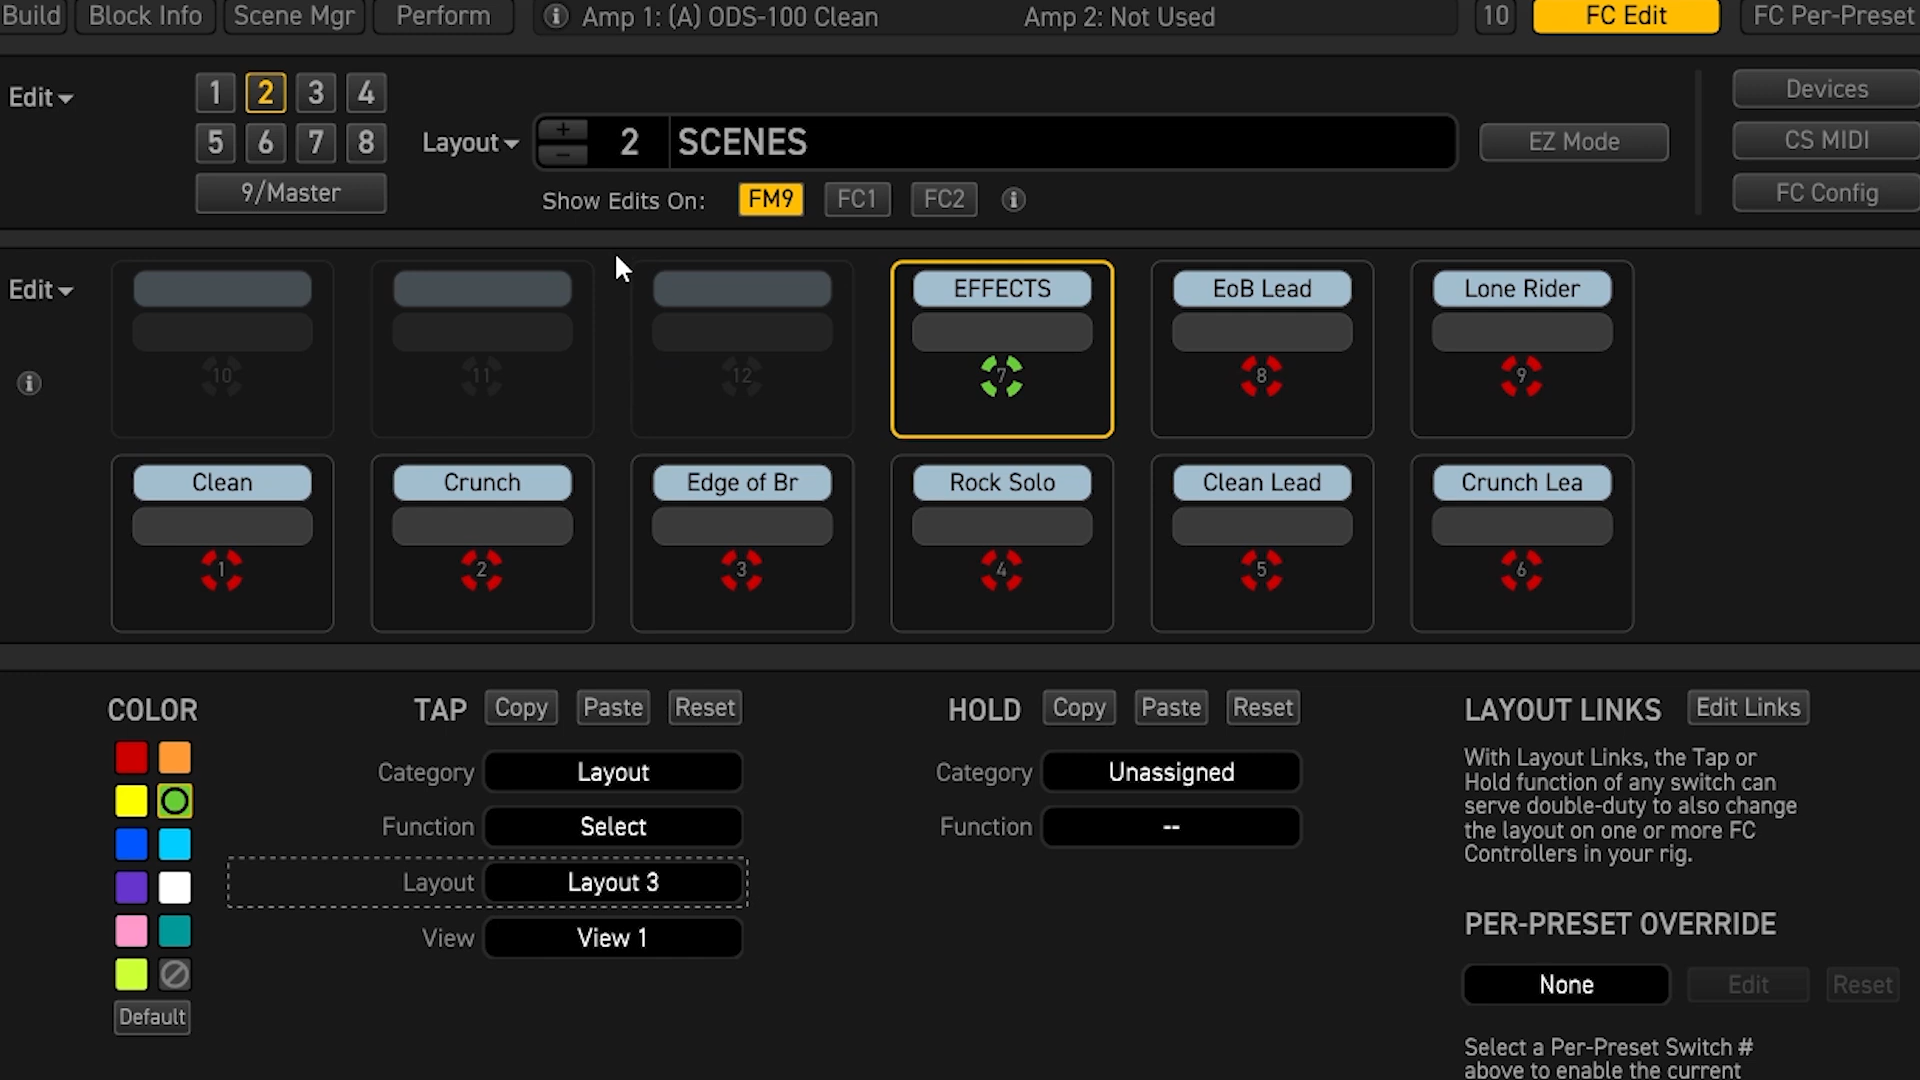 Build Block Info Scene Mgr Perform Amp 1: (A) ODS-100 Clean Amp 2: Not Used 10 FC Edit FC Per-Preset
Edit 1 2 3 4
5 6 7 8
9/Master
Layout + − 2 SCENES
EZ Mode
Devices
CS MIDI
FC Config
Show Edits On: FM9 FC1 FC2
Edit EFFECTS EoB Lead Lone Rider
10 11 12 7 8 9
Clean Crunch Edge of Br Rock Solo Clean Lead Crunch Lea
1 2 3 4 5 6
COLOR
Default
TAP Copy Paste Reset
Category Layout
Function Select
Layout Layout 3
View View 1
HOLD Copy Paste Reset
Category Unassigned
Function --
LAYOUT LINKS Edit Links
With Layout Links, the Tap or
Hold function of any switch can
serve double-duty to also change
the layout on one or more FC
Controllers in your rig.
PER-PRESET OVERRIDE
None Edit Reset
Select a Per-Preset Switch #
above to enable the current